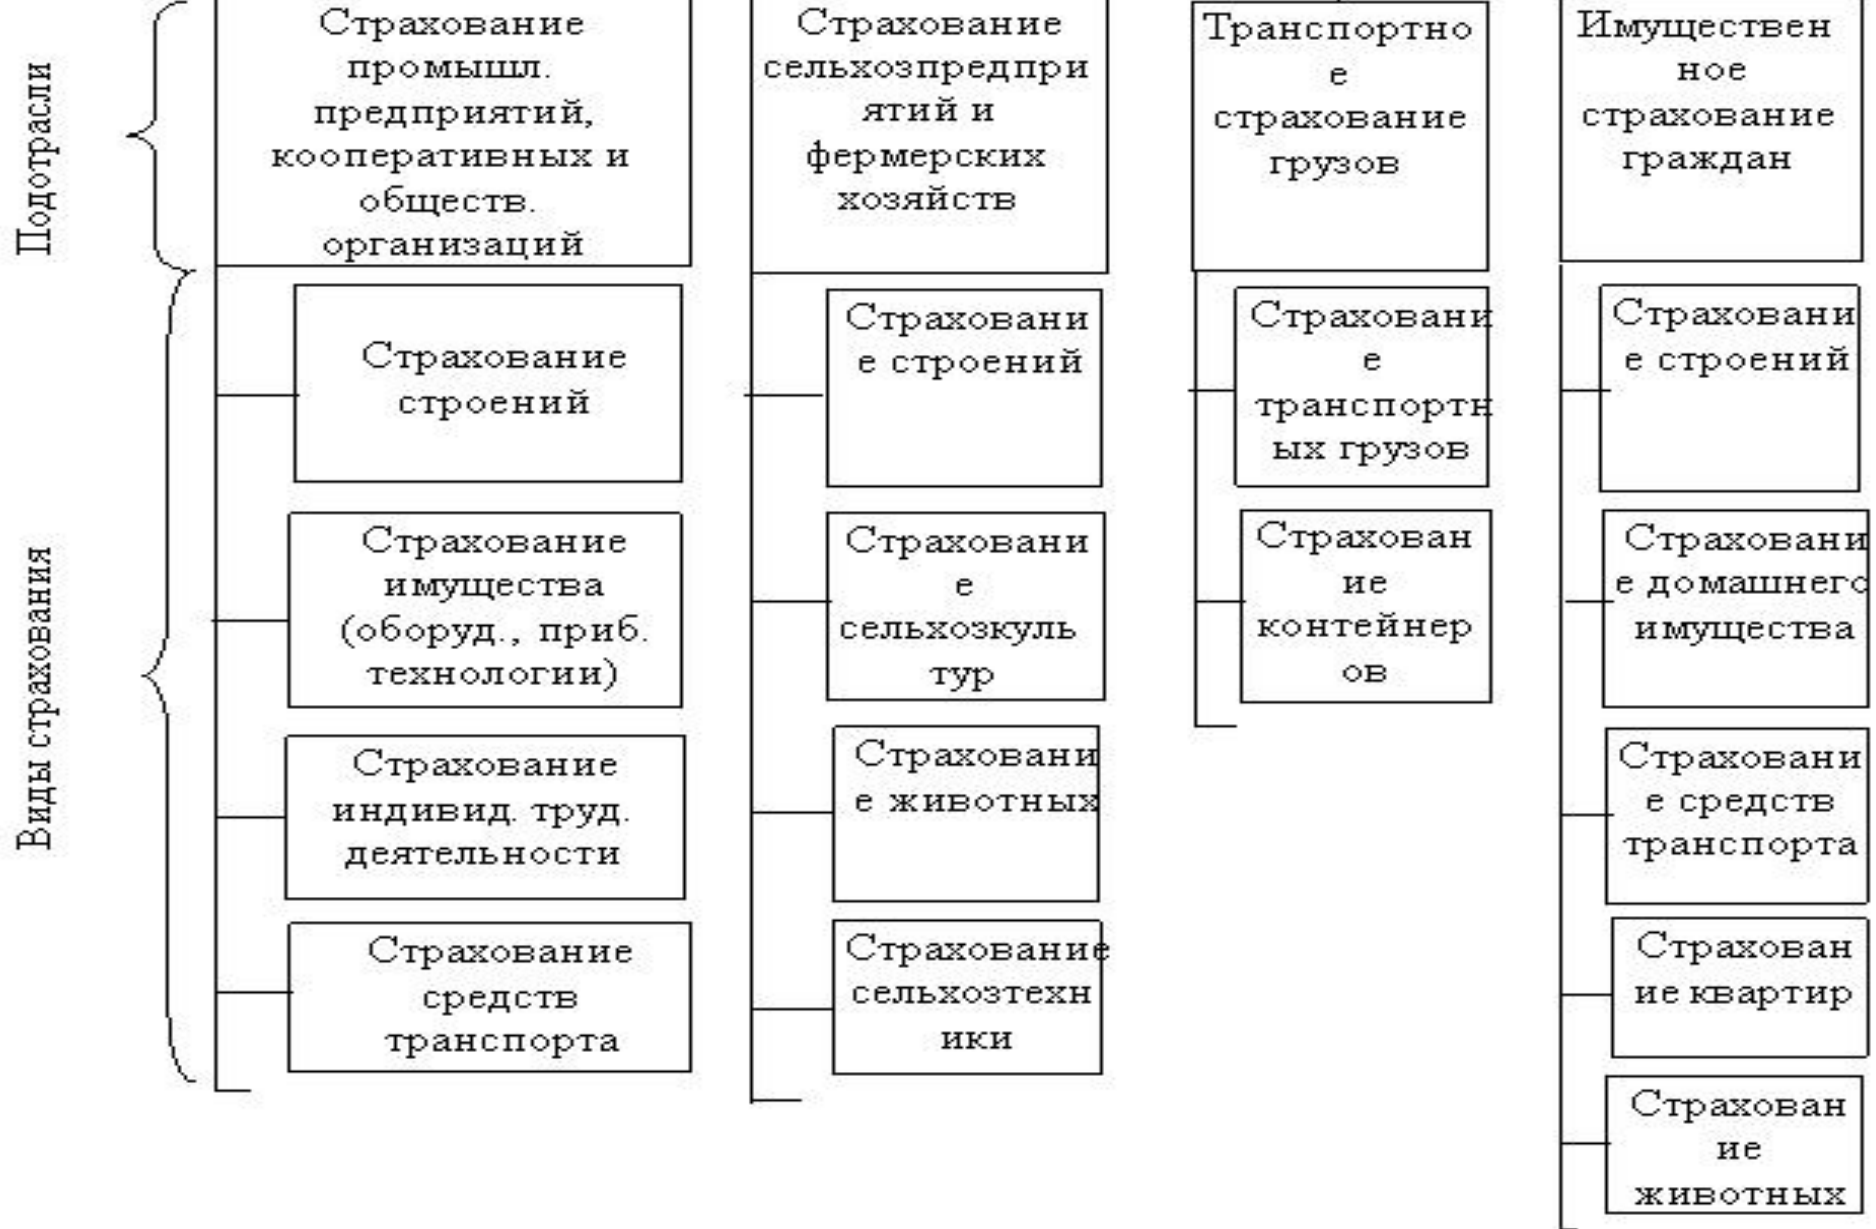 Подотрасли
Страхование
промышл.
предприятий,
кооперативных и
обществ.
организаций
Страхование
сельхозпредпри
ятий и
фермерских
хозяйств
Транспортно
е
страхование
грузов
Имуществен
ное
страхование
граждан
Виды страхования
Страхование
строений
Страхование
имущества
(оборуд., приб.
технологии)
Страхование
индивид. труд.
деятельности
Страхование
средств
транспорта
Страховани
е строений
Страховани
е
сельхозкуль
тур
Страховани
е животных
Страхование
сельхозтехн
ики
Страховани
е
транспортн
ых грузов
Страхован
ие
контейнер
ов
Страховани
е строений
Страховани
е домашнего
имущества
Страховани
е средств
транспорта
Страхован
ие квартир
Страхован
ие
животных